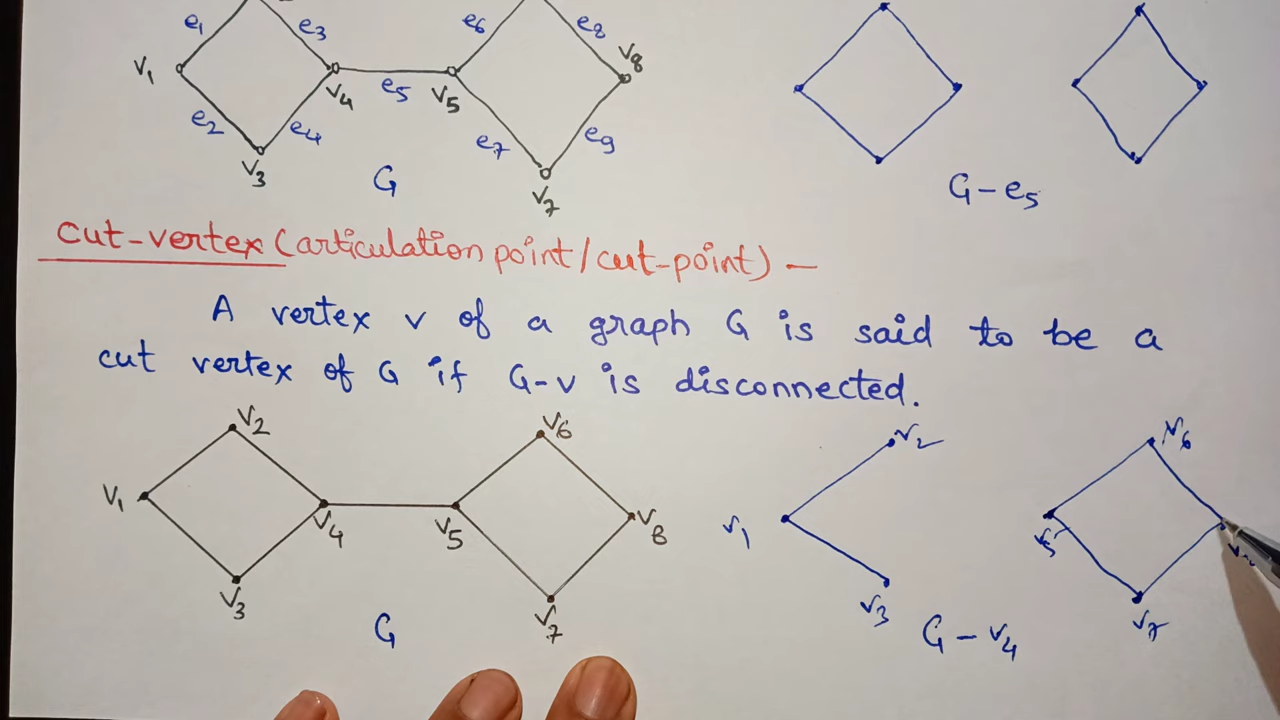 e1 e3 e6 e8
v1 v8
v4 e5 v5
e2 e4 e7 e9
v3 G v7
G-e5
cut-vertex (articulation point/cut-point) -
A vertex v of a graph G is said to be a
cut vertex of G if G-v is disconnected.
v2 v6 v2 v6
v1 v4 v5 v8 v1 v5
v3 v7 v3 v7
G G-v4